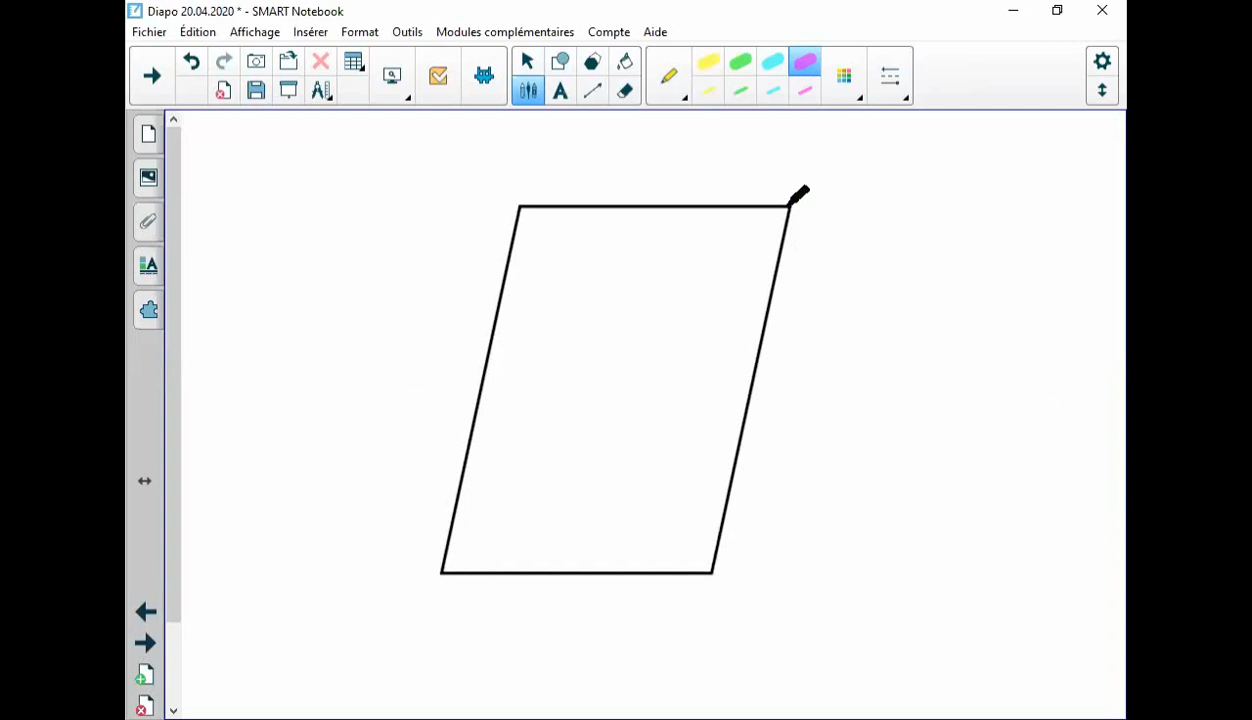 Diapo 20.04.2020 * - SMART Notebook
Fichier Édition Affichage Insérer Format Outils Modules complémentaires Compte Aide